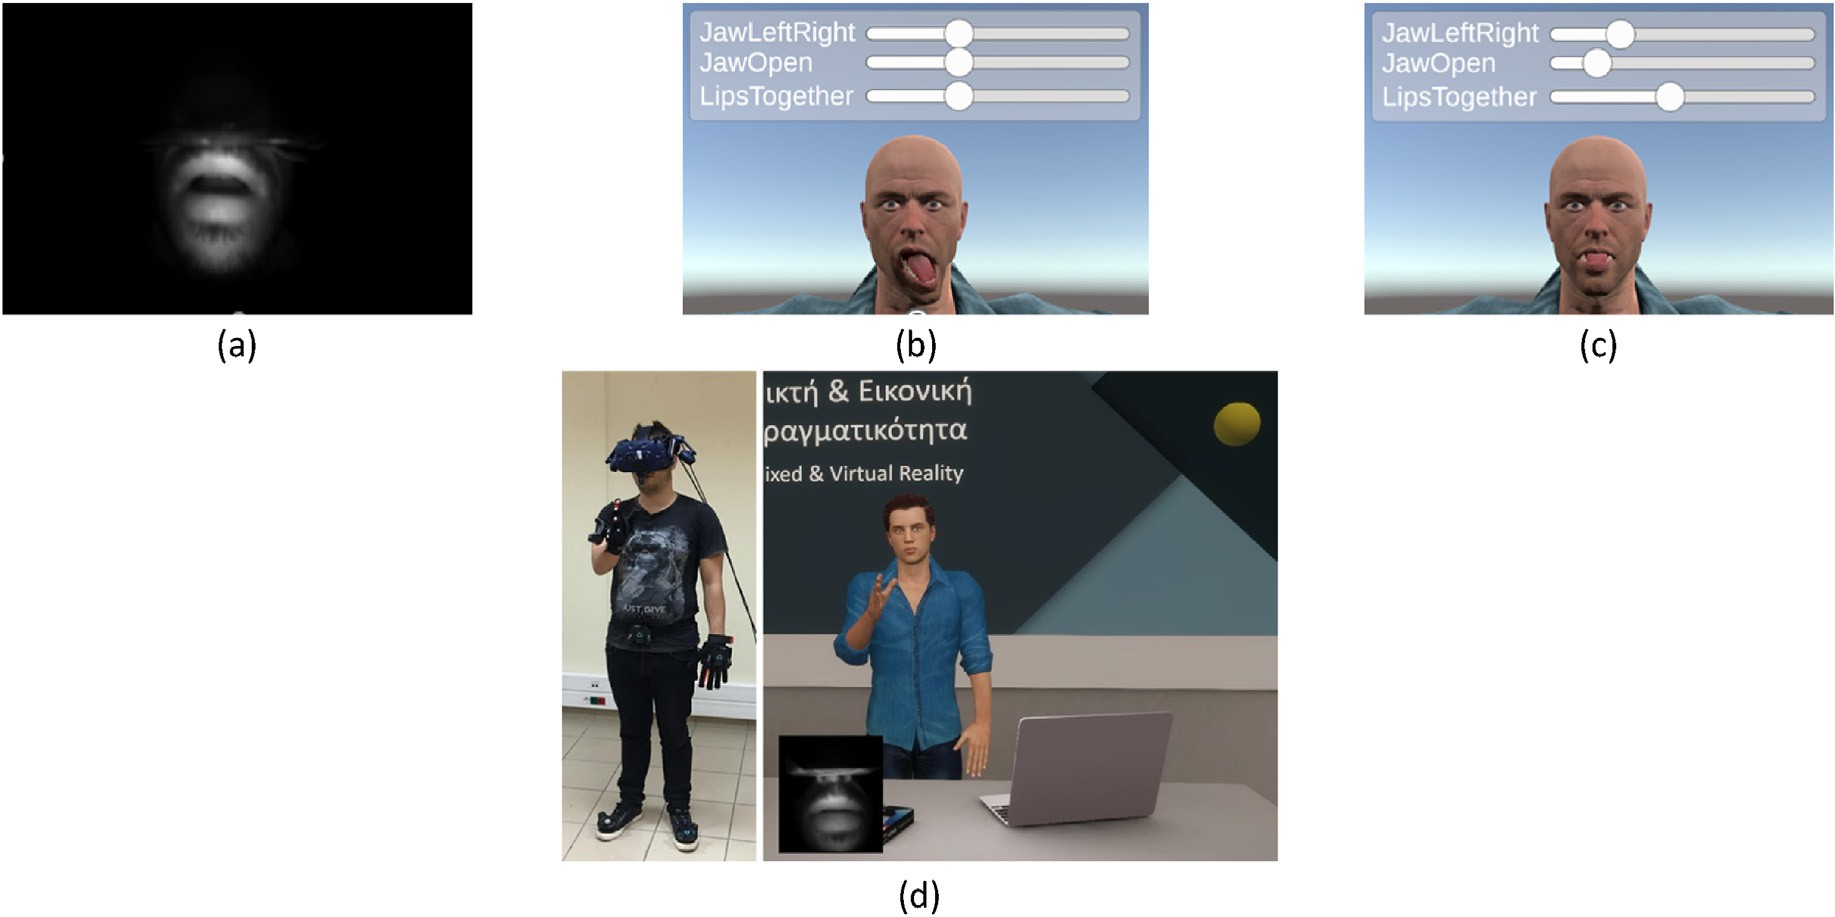 JawLeftRight
JawOpen
LipsTogether
JawLeftRight
JawOpen
LipsTogether
(a)
(b)
(c)
ικτή & Εικονική
ραγματικότητα
ixed & Virtual Reality
JUST, GIVE
(d)